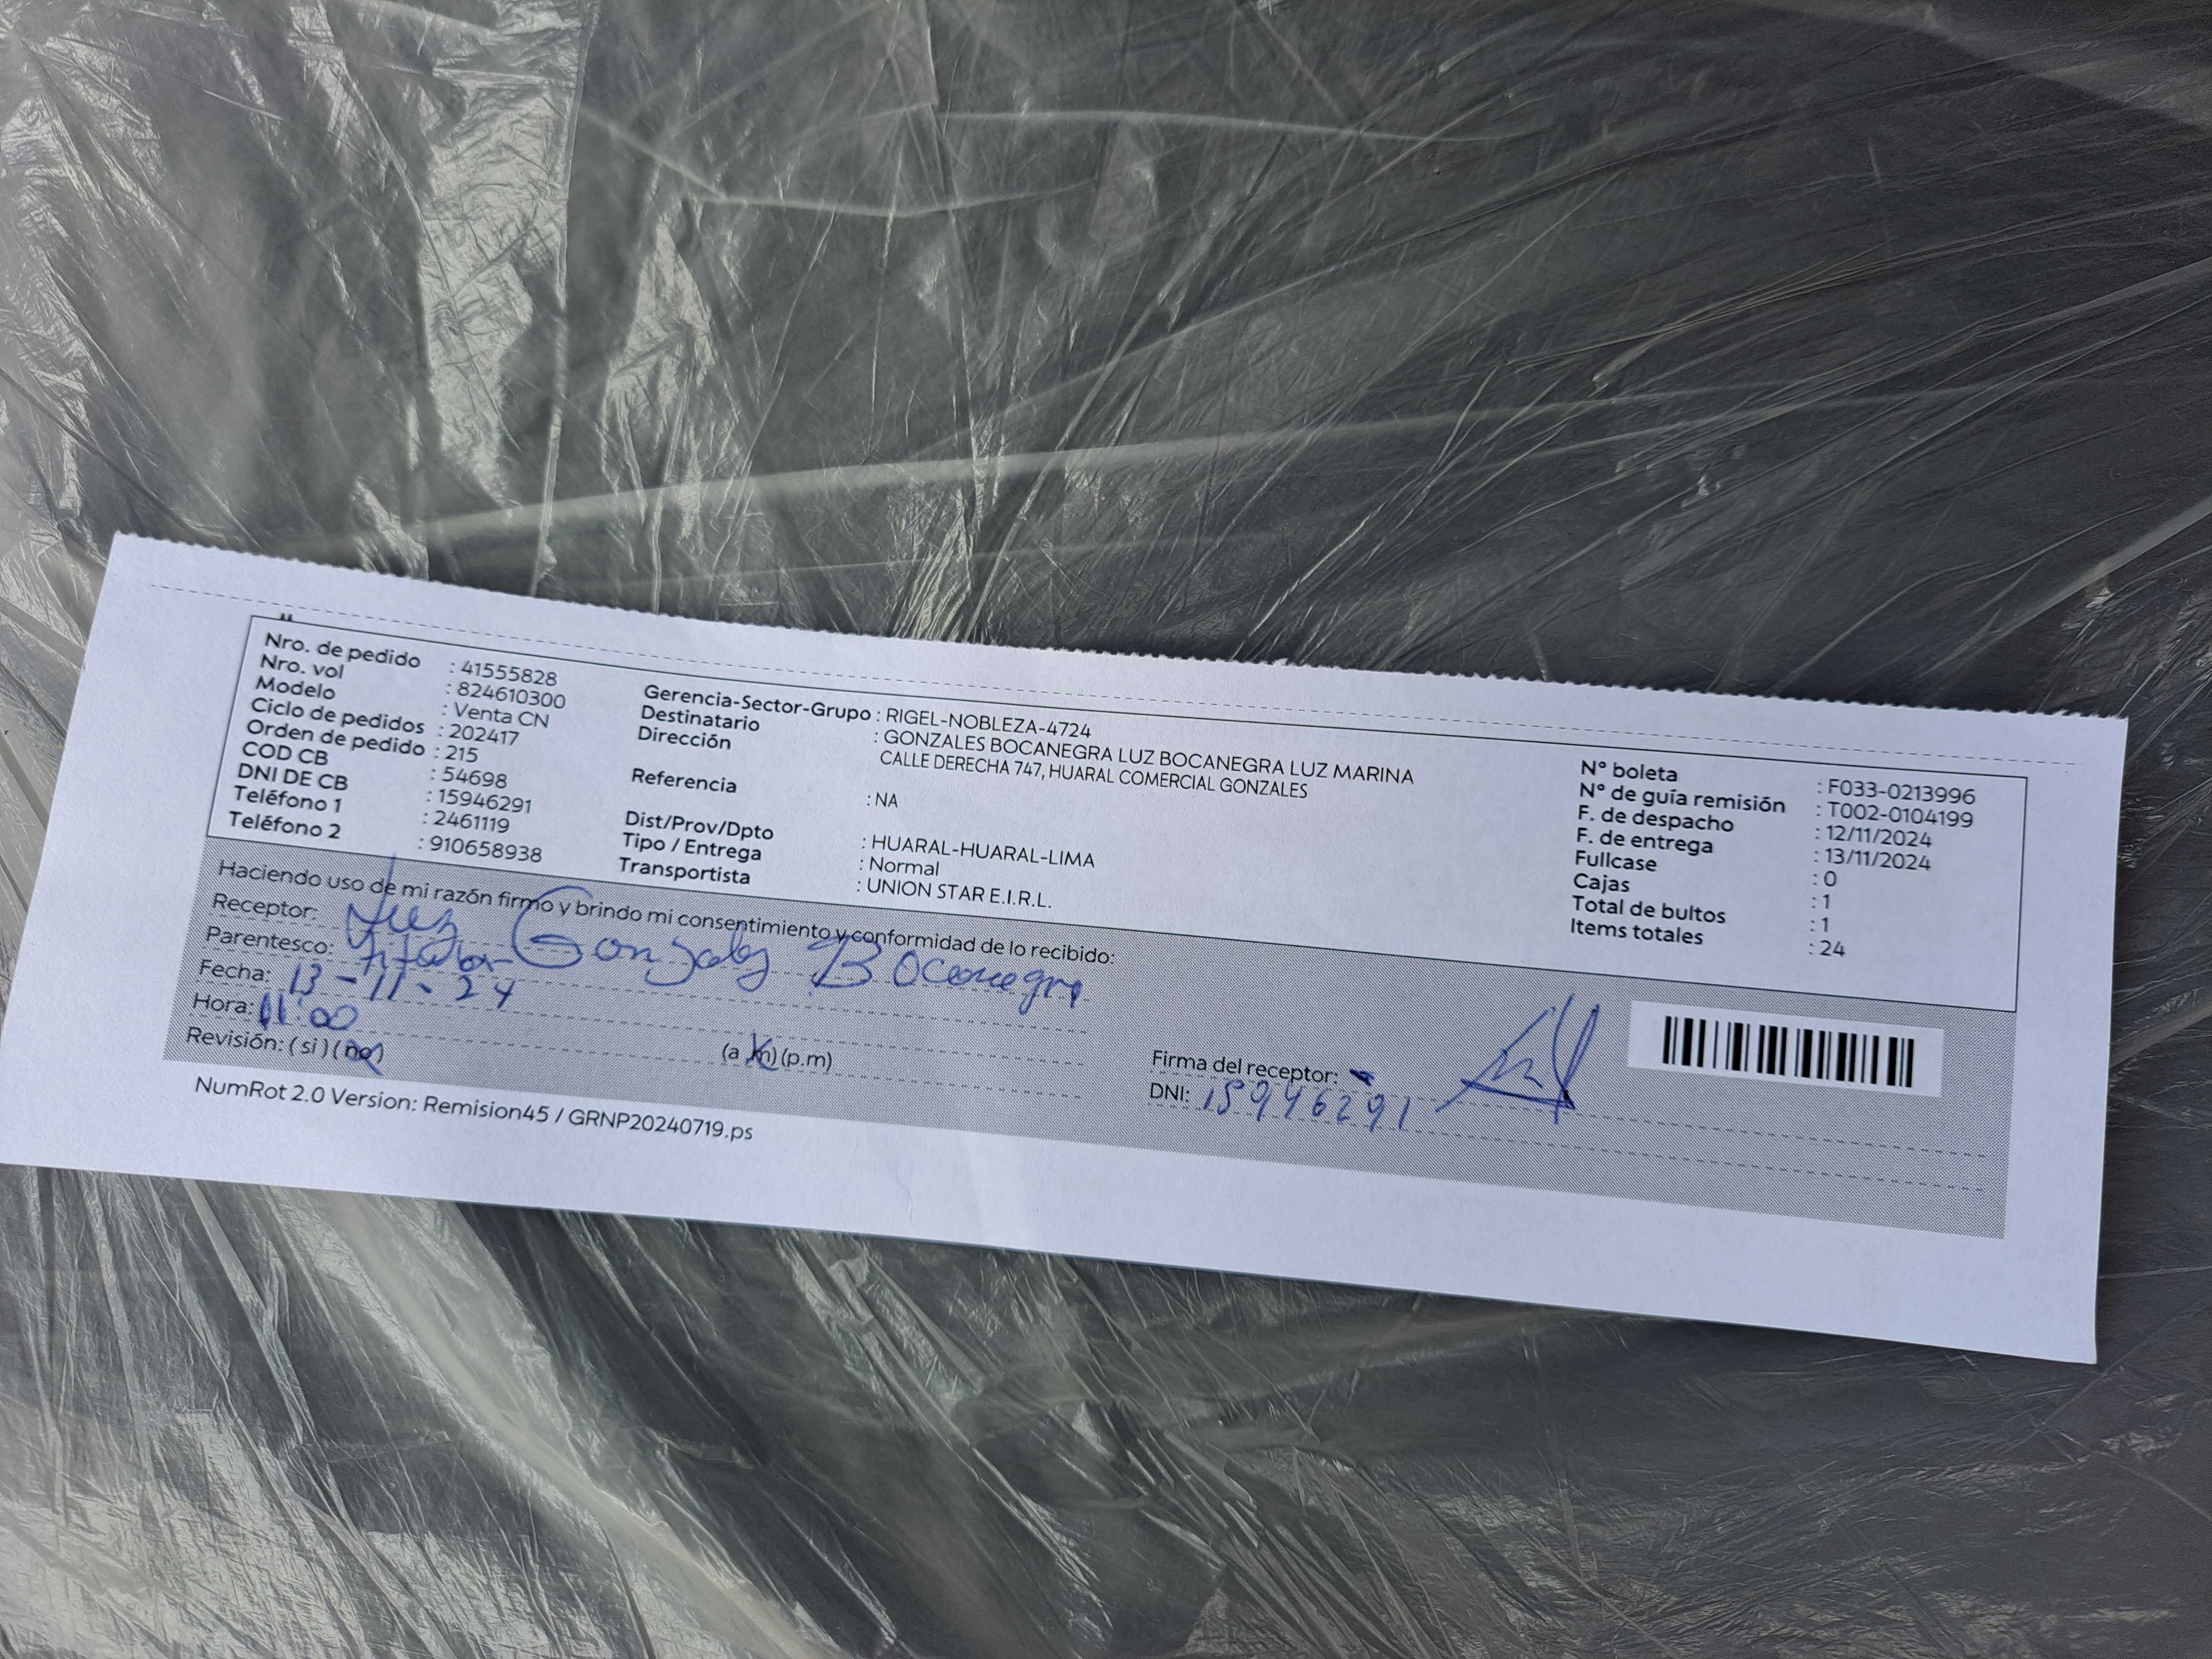 Nro. de pedido : 41555828
Nro. vol : 824610300
Modelo : Venta CN
Ciclo de pedidos : 202417
Orden de pedido : 215
COD CB : 54698
DNI DE CB : 15946291
Teléfono 1 : 2461119
Teléfono 2 : 910658938
Gerencia-Sector-Grupo : RIGEL-NOBLEZA-4724
Destinatario : GONZALES BOCANEGRA LUZ BOCANEGRA LUZ MARINA
Dirección CALLE DERECHA 747, HUARAL COMERCIAL GONZALES
Referencia : NA
Dist/Prov/Dpto : HUARAL-HUARAL-LIMA
Tipo / Entrega : Normal
Transportista : UNION STAR E.I.R.L.
N° boleta : F033-0213996
N° de guía remisión : T002-0104199
F. de despacho : 12/11/2024
F. de entrega : 13/11/2024
Fullcase : 0
Cajas : 1
Total de bultos : 1
Items totales : 24
Haciendo uso de mi razón firmo y brindo mi consentimiento y conformidad de lo recibido:
Receptor: Luz Gonzales Bocanegra
Parentesco: titular
Fecha: 13-11-24
Hora: 11:00 (a m) (p.m)
Revisión: ( si ) ( no )
Firma del receptor:
DNI: 15946291
NumRot 2.0 Version: Remision45 / GRNP20240719.ps